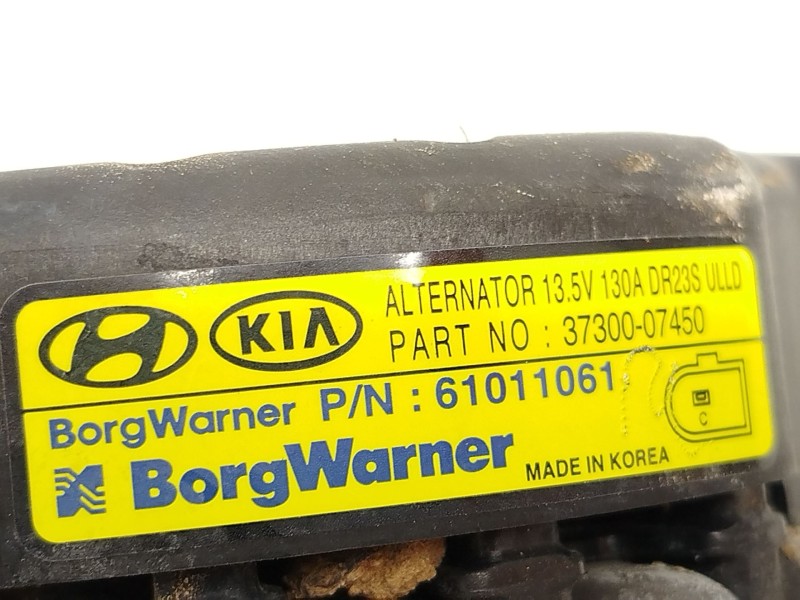 KIA
ALTERNATOR 13.5V 130A DR23S ULLD
PART NO : 37300-07450
BorgWarner P/N : 61011061
BorgWarner
MADE IN KOREA
C